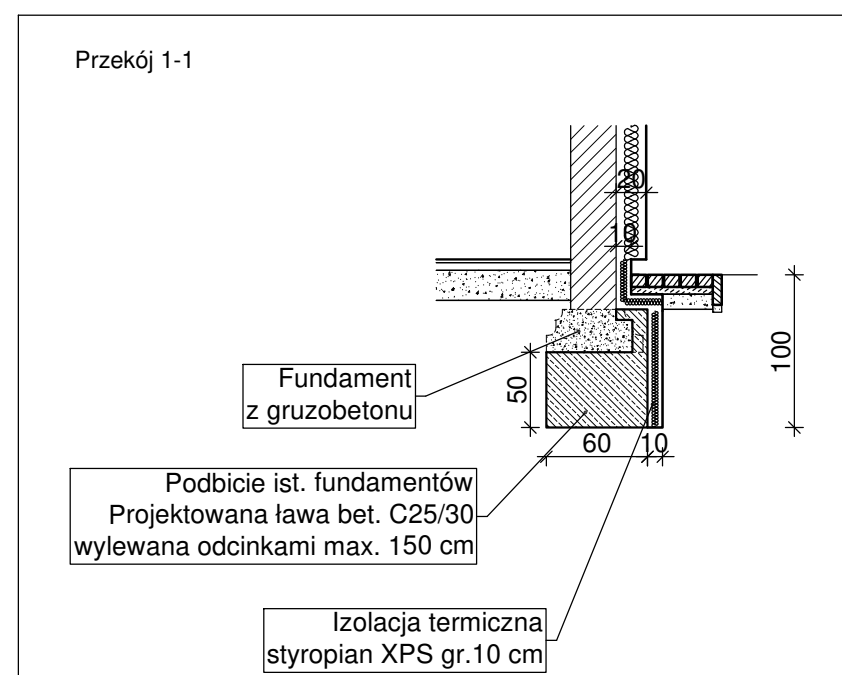 Przekój 1-1
20
10
100
50
60
10
Fundament
z gruzobetonu
Podbicie ist. fundamentów
Projektowana ława bet. C25/30
wylewana odcinkami max. 150 cm
Izolacja termiczna
styropian XPS gr.10 cm